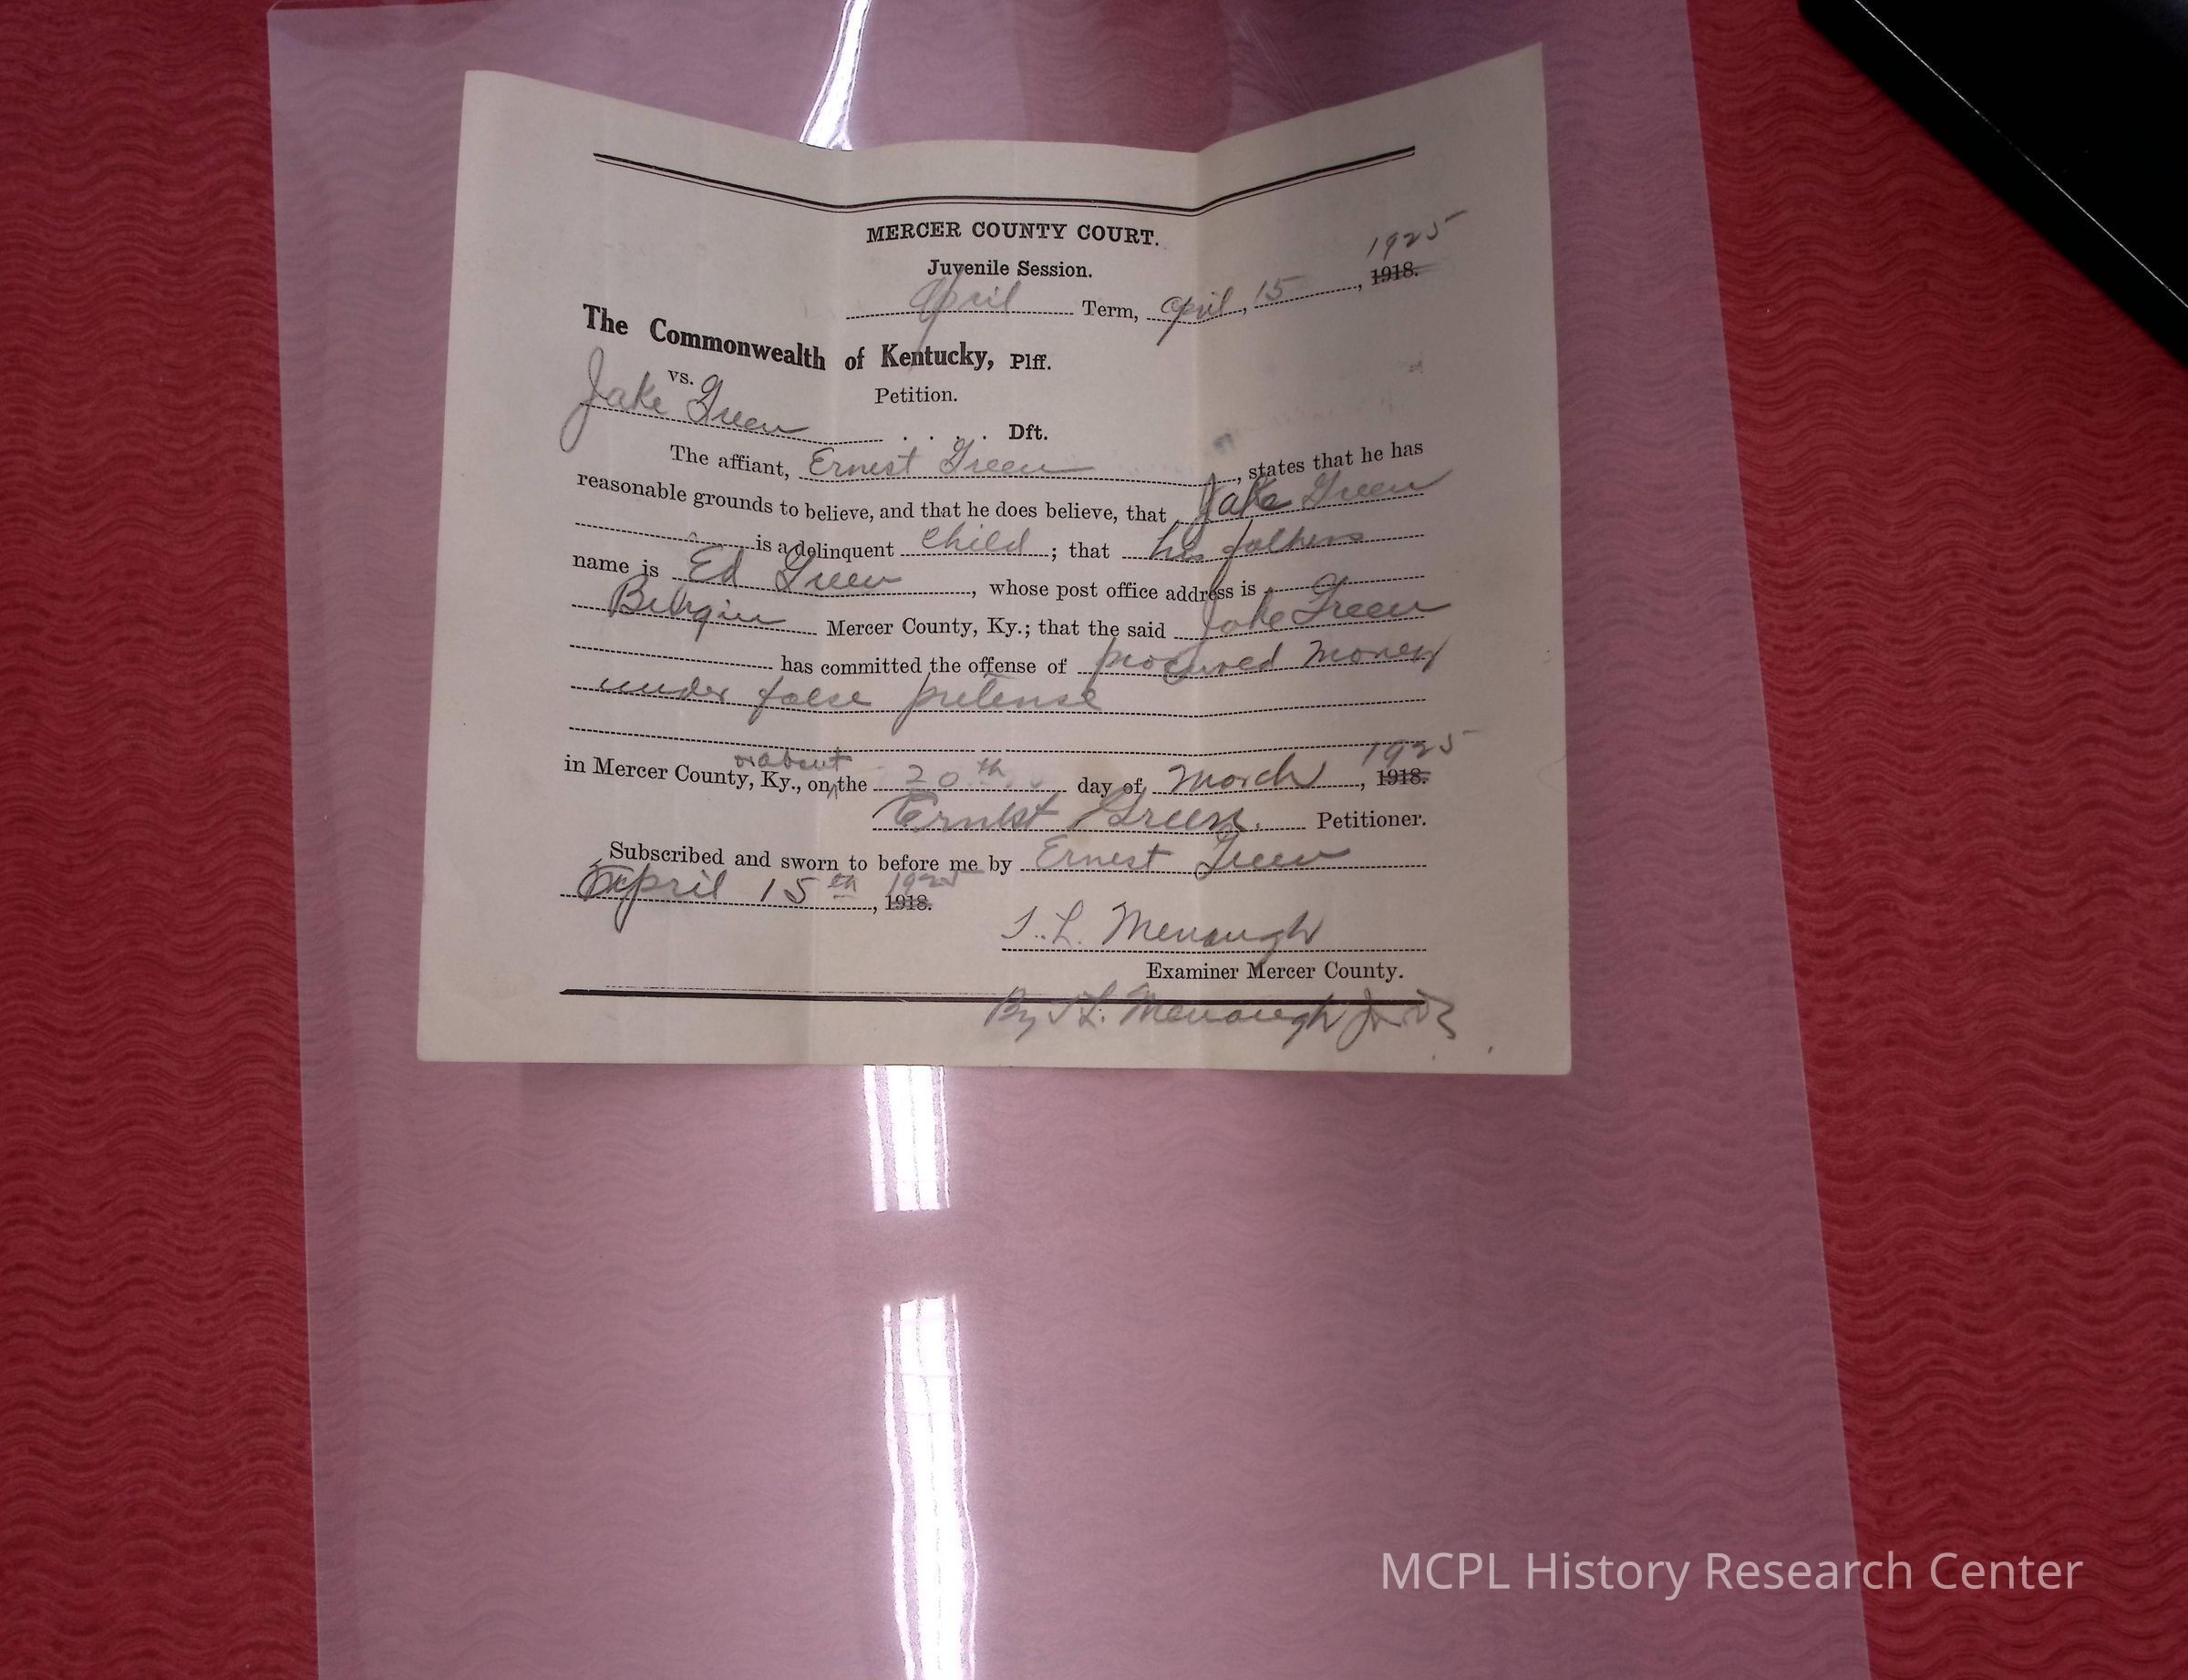 MERCER COUNTY COURT.
Juvenile Session.
1925
April Term, April, 15, 1918.
The Commonwealth of Kentucky, Plff.
vs.
Petition.
Jake Green . . . . Dft.
The affiant, Ernest Green, states that he has
reasonable grounds to believe, and that he does believe, that Jake Green
is a delinquent child; that his fathers
name is Ed Green, whose post office address is
Burgin Mercer County, Ky.; that the said Jake Green
has committed the offense of procured money
under false pretense
or about 1925
in Mercer County, Ky., on the 20th day of March, 1918.
Ernest Green. Petitioner.
Subscribed and sworn to before me by Ernest Green
1925
April 15th, 1918.
Menaugh
Examiner Mercer County.
By Menaugh
MCPL History Research Center